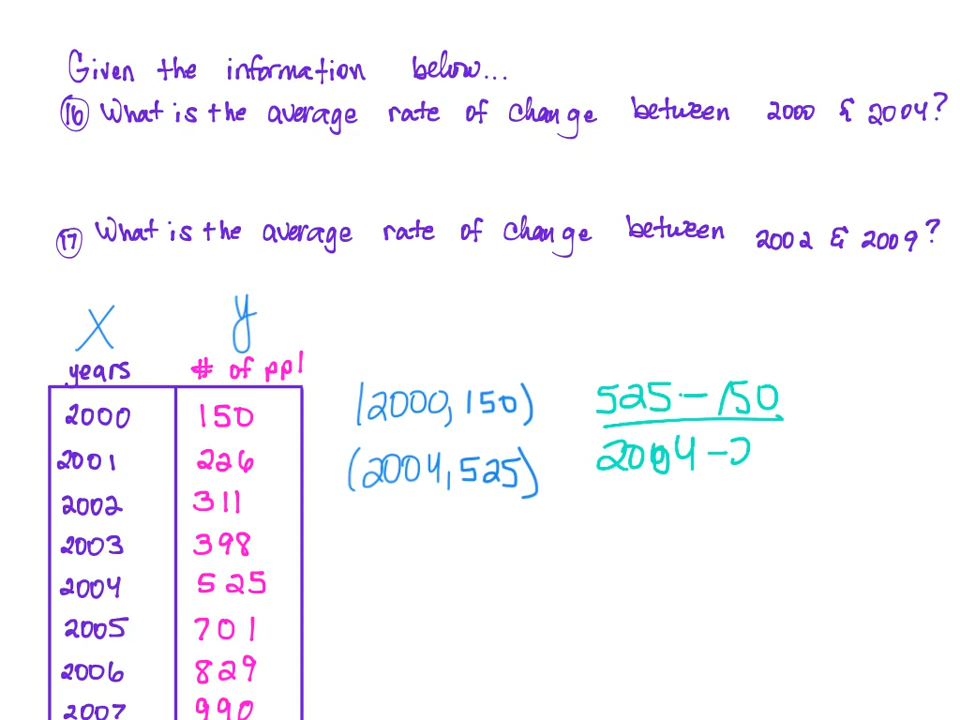 Given the information below...
16 What is the average rate of change between 2000 & 2004?
17 What is the average rate of change between 2002 & 2009?
x y
years # of ppl
2000 150
2001 226
2002 311
2003 398
2004 525
2005 701
2006 829
2007 990
(2000, 150)
(2004, 525)
525 - 150
2004 - 2